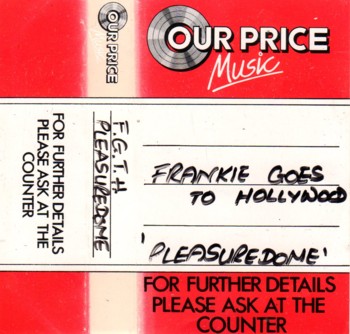 OUR PRICE
OUR PRICE
Music
F.G.T.H
PLEASUREDOME
FOR FURTHER DETAILS
PLEASE ASK AT THE
COUNTER
FRANKIE GOES
TO HOLLYWOOD
'PLEASUREDOME'
FOR FURTHER DETAILS
PLEASE ASK AT THE
COUNTER